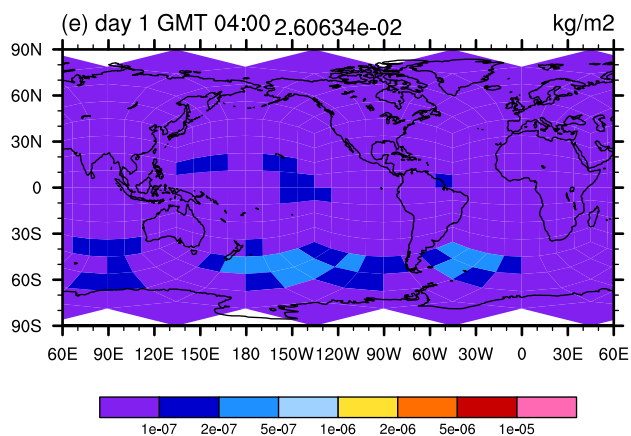 (e) day 1 GMT 04:00 2.60634e-02 kg/m2
90N
60N
30N
0
30S
60S
90S
60E 90E 120E 150E 180 150W 120W 90W 60W 30W 0 30E 60E
1e-07 2e-07 5e-07 1e-06 2e-06 5e-06 1e-05